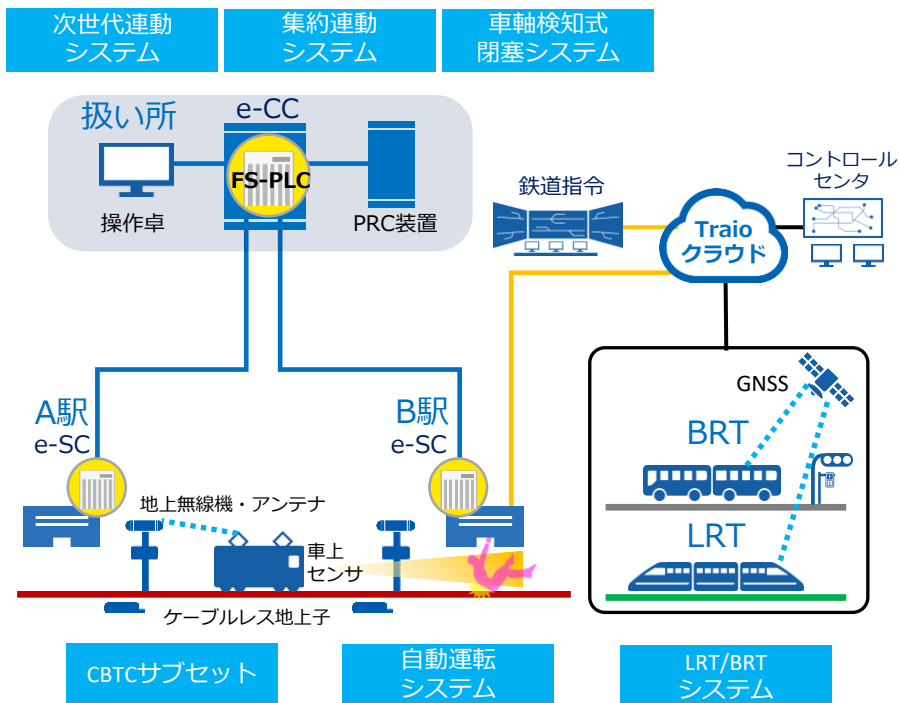 次世代連動
システム
集約連動
システム
車軸検知式
閉塞システム
扱い所
e-CC
FS-PLC
操作卓
PRC装置
鉄道指令
Traio
クラウド
コントロール
センタ
A駅
e-SC
B駅
e-SC
地上無線機・アンテナ
車上
センサ
ケーブルレス地上子
GNSS
BRT
LRT
CBTCサブセット
自動運転
システム
LRT/BRT
システム